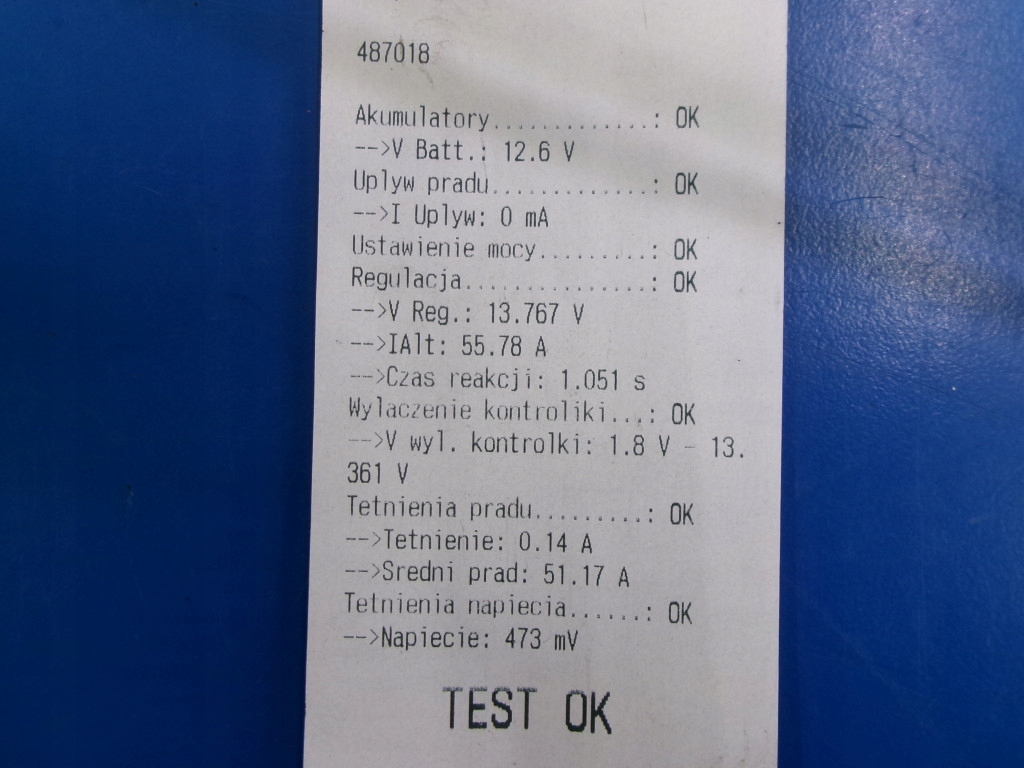 487018
Akumulatory.............: OK
-->V Batt.: 12.6 V
Uplyw pradu.............: OK
-->I Uplyw: 0 mA
Ustawienie mocy.........: OK
Regulacja...............: OK
-->V Reg.: 13.767 V
-->IAlt: 55.78 A
-->Czas reakcji: 1.051 s
Wylaczenie kontroliki...: OK
-->V wyl. kontrolki: 1.8 V - 13.
361 V
Tetnienia pradu.........: OK
-->Tetnienie: 0.14 A
-->Sredni prad: 51.17 A
Tetnienia napiecia......: OK
-->Napiecie: 473 mV
TEST OK